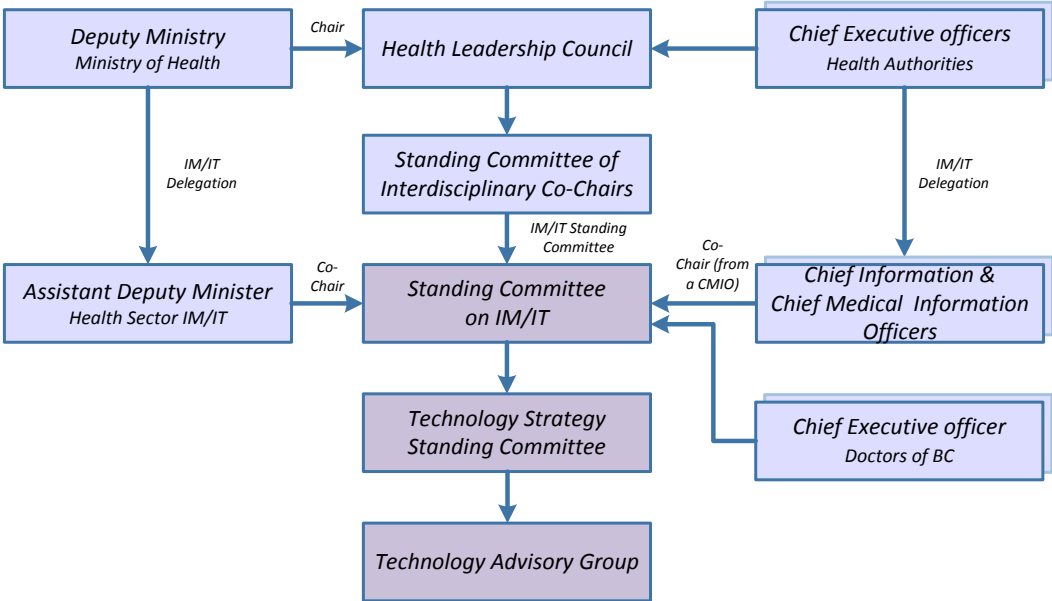 Deputy Ministry
Ministry of Health
Chair
Health Leadership Council
Chief Executive officers
Health Authorities
IM/IT
Delegation
Standing Committee of
Interdisciplinary Co-Chairs
IM/IT
Delegation
IM/IT Standing
Committee
Assistant Deputy Minister
Health Sector IM/IT
Co-
Chair
Standing Committee
on IM/IT
Co-
Chair (from
a CMIO)
Chief Information &
Chief Medical Information
Officers
Technology Strategy
Standing Committee
Chief Executive officer
Doctors of BC
Technology Advisory Group